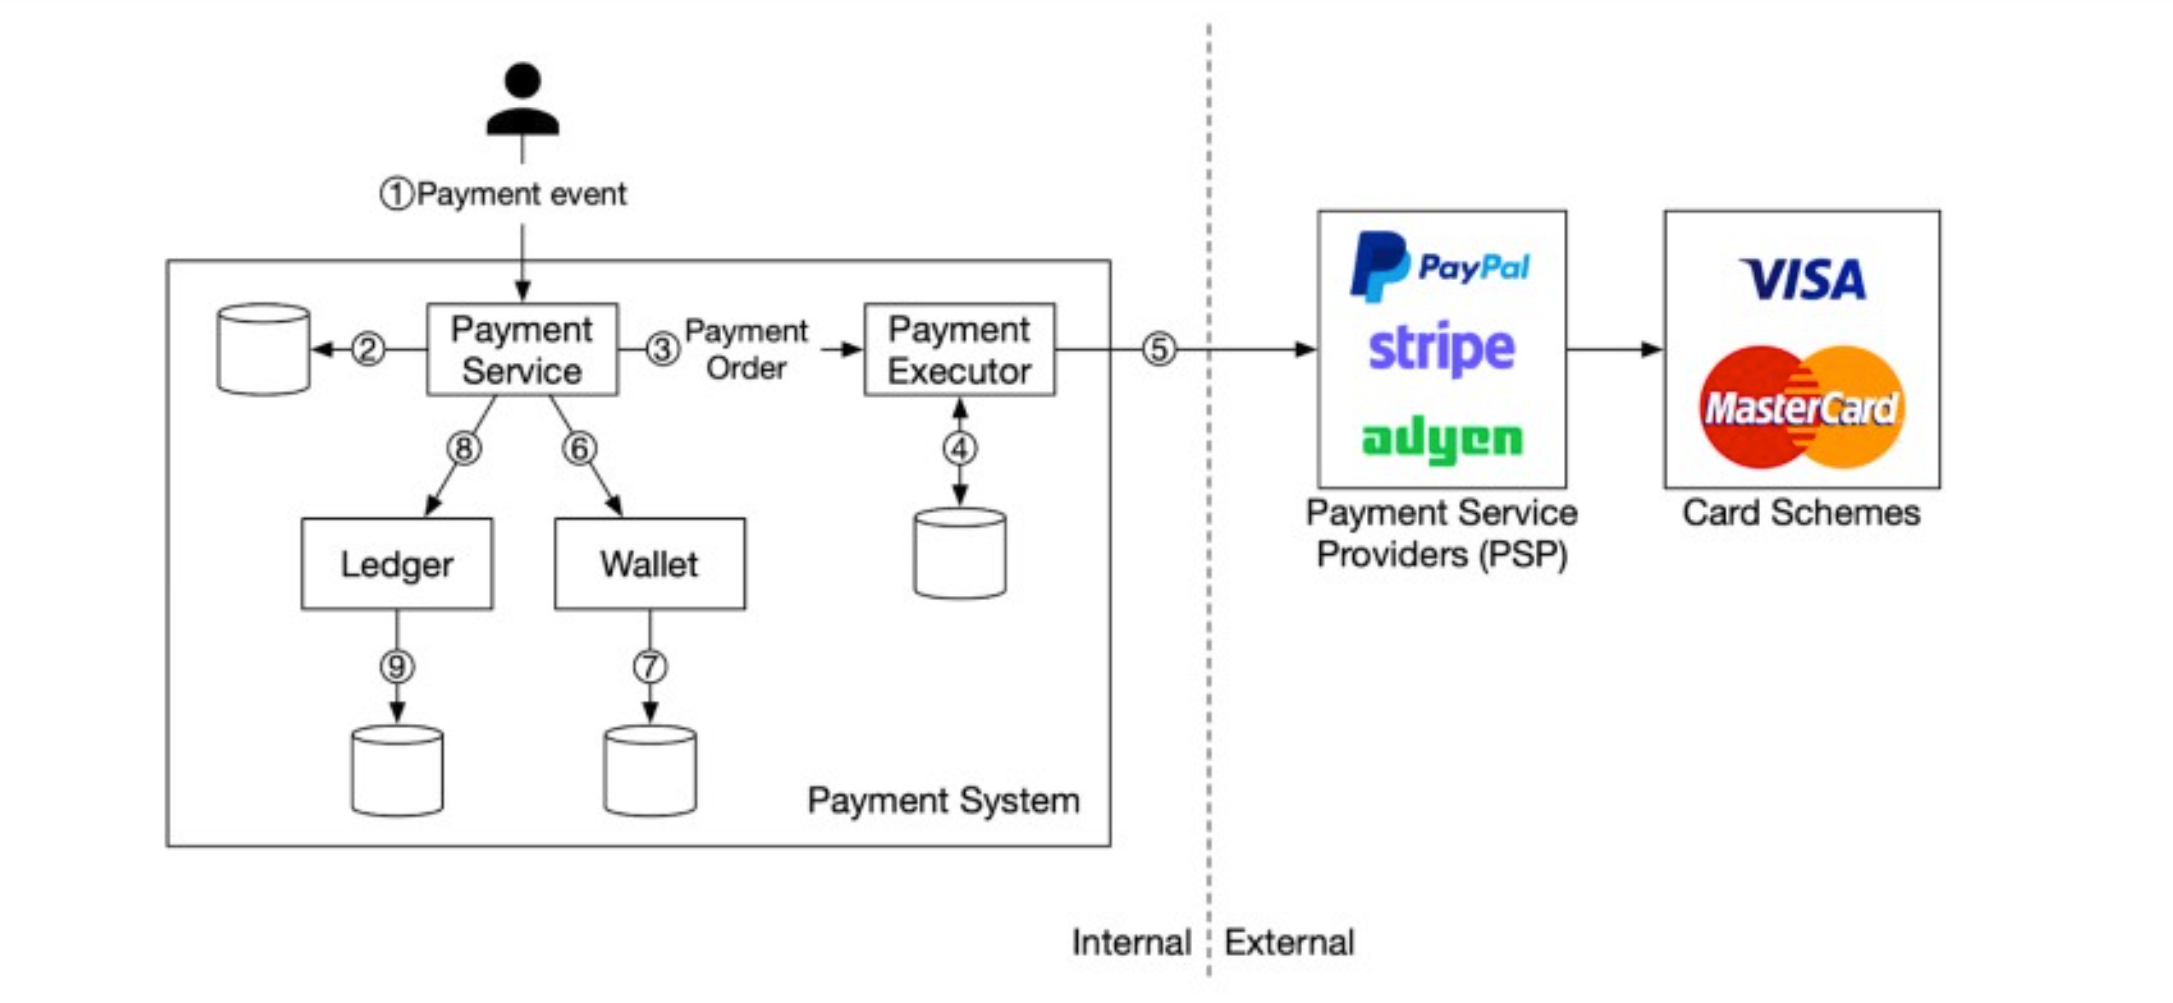 ①Payment event
Payment
Service
②
③
Payment
Order
Payment
Executor
⑤
④
⑧
⑥
Ledger
Wallet
⑨
⑦
Payment System
PayPal
stripe
adyen
Payment Service
Providers (PSP)
VISA
MasterCard
Card Schemes
Internal
External